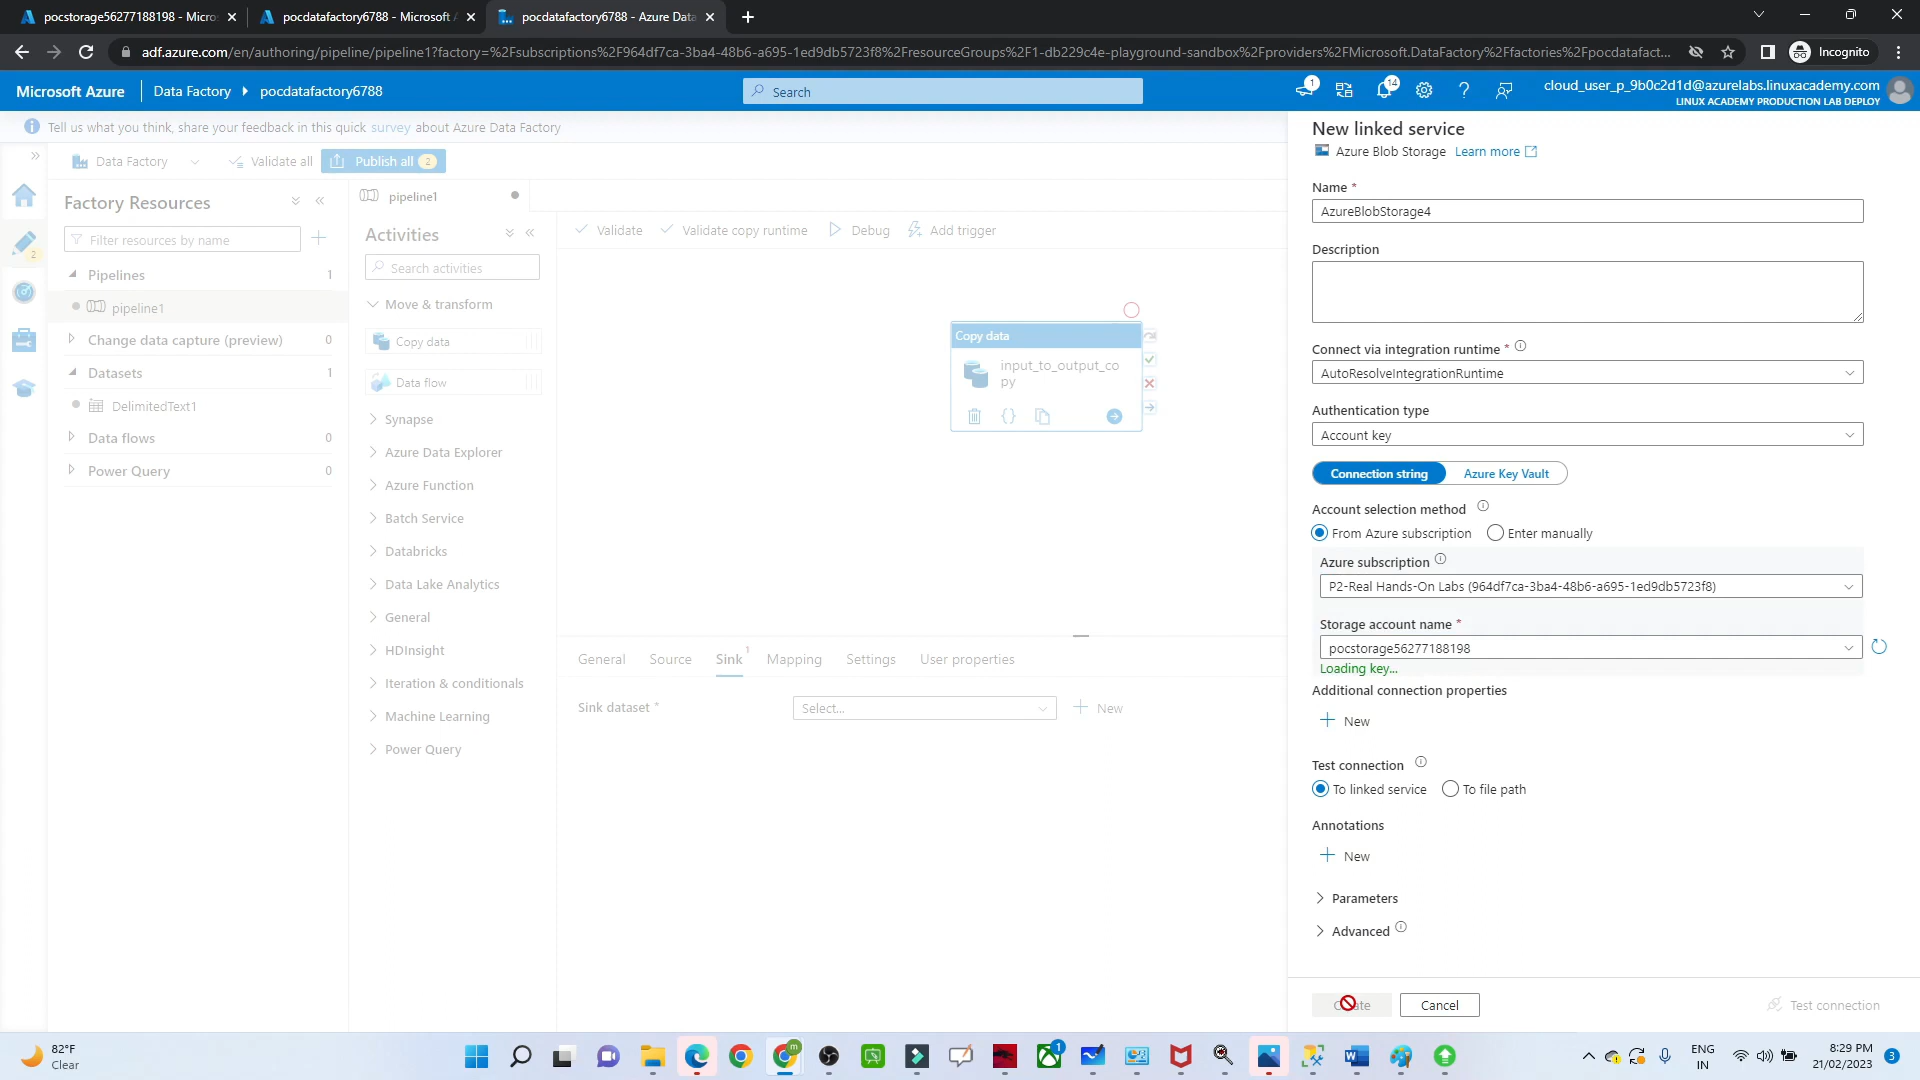 pocstorage56277188198 - Micro
pocdatafactory6788 - Microsoft A
pocdatafactory6788 - Azure Data
adf.azure.com/en/authoring/pipeline/pipeline1?factory=%2Fsubscriptions%2F964df7ca-3ba4-48b6-a695-1ed9db5723f8%2FresourceGroups%2F1-db229c4e-playground-sandbox%2Fproviders%2FMicrosoft.DataFactory%2Ffactories%2Fpocdatafact...
Incognito
Microsoft Azure
Data Factory
pocdatafactory6788
Search
1
14
cloud_user_p_9b0c2d1d@azurelabs.linuxacademy.com
LINUX ACADEMY PRODUCTION LAB DEPLOY
Tell us what you think, share your feedback in this quick survey about Azure Data Factory
Data Factory
Validate all
Publish all 2
2
Factory Resources
Filter resources by name
Pipelines 1
pipeline1
Change data capture (preview) 0
Datasets 1
DelimitedText1
Data flows 0
Power Query 0
pipeline1
Activities
Search activities
Move & transform
Copy data
Data flow
Synapse
Azure Data Explorer
Azure Function
Batch Service
Databricks
Data Lake Analytics
General
HDInsight
Iteration & conditionals
Machine Learning
Power Query
Validate
Validate copy runtime
Debug
Add trigger
Copy data
input_to_output_co
py
General
Source
Sink 1
Mapping
Settings
User properties
Sink dataset *
Select...
New
New linked service
Azure Blob Storage Learn more
Name *
AzureBlobStorage4
Description
Connect via integration runtime *
AutoResolveIntegrationRuntime
Authentication type
Account key
Connection string
Azure Key Vault
Account selection method
From Azure subscription
Enter manually
Azure subscription
P2-Real Hands-On Labs (964df7ca-3ba4-48b6-a695-1ed9db5723f8)
Storage account name *
pocstorage56277188198
Loading key...
Additional connection properties
New
Test connection
To linked service
To file path
Annotations
New
Parameters
Advanced
Cancel
Test connection
82°F
Clear
m
1
ENG
IN
8:29 PM
21/02/2023
3